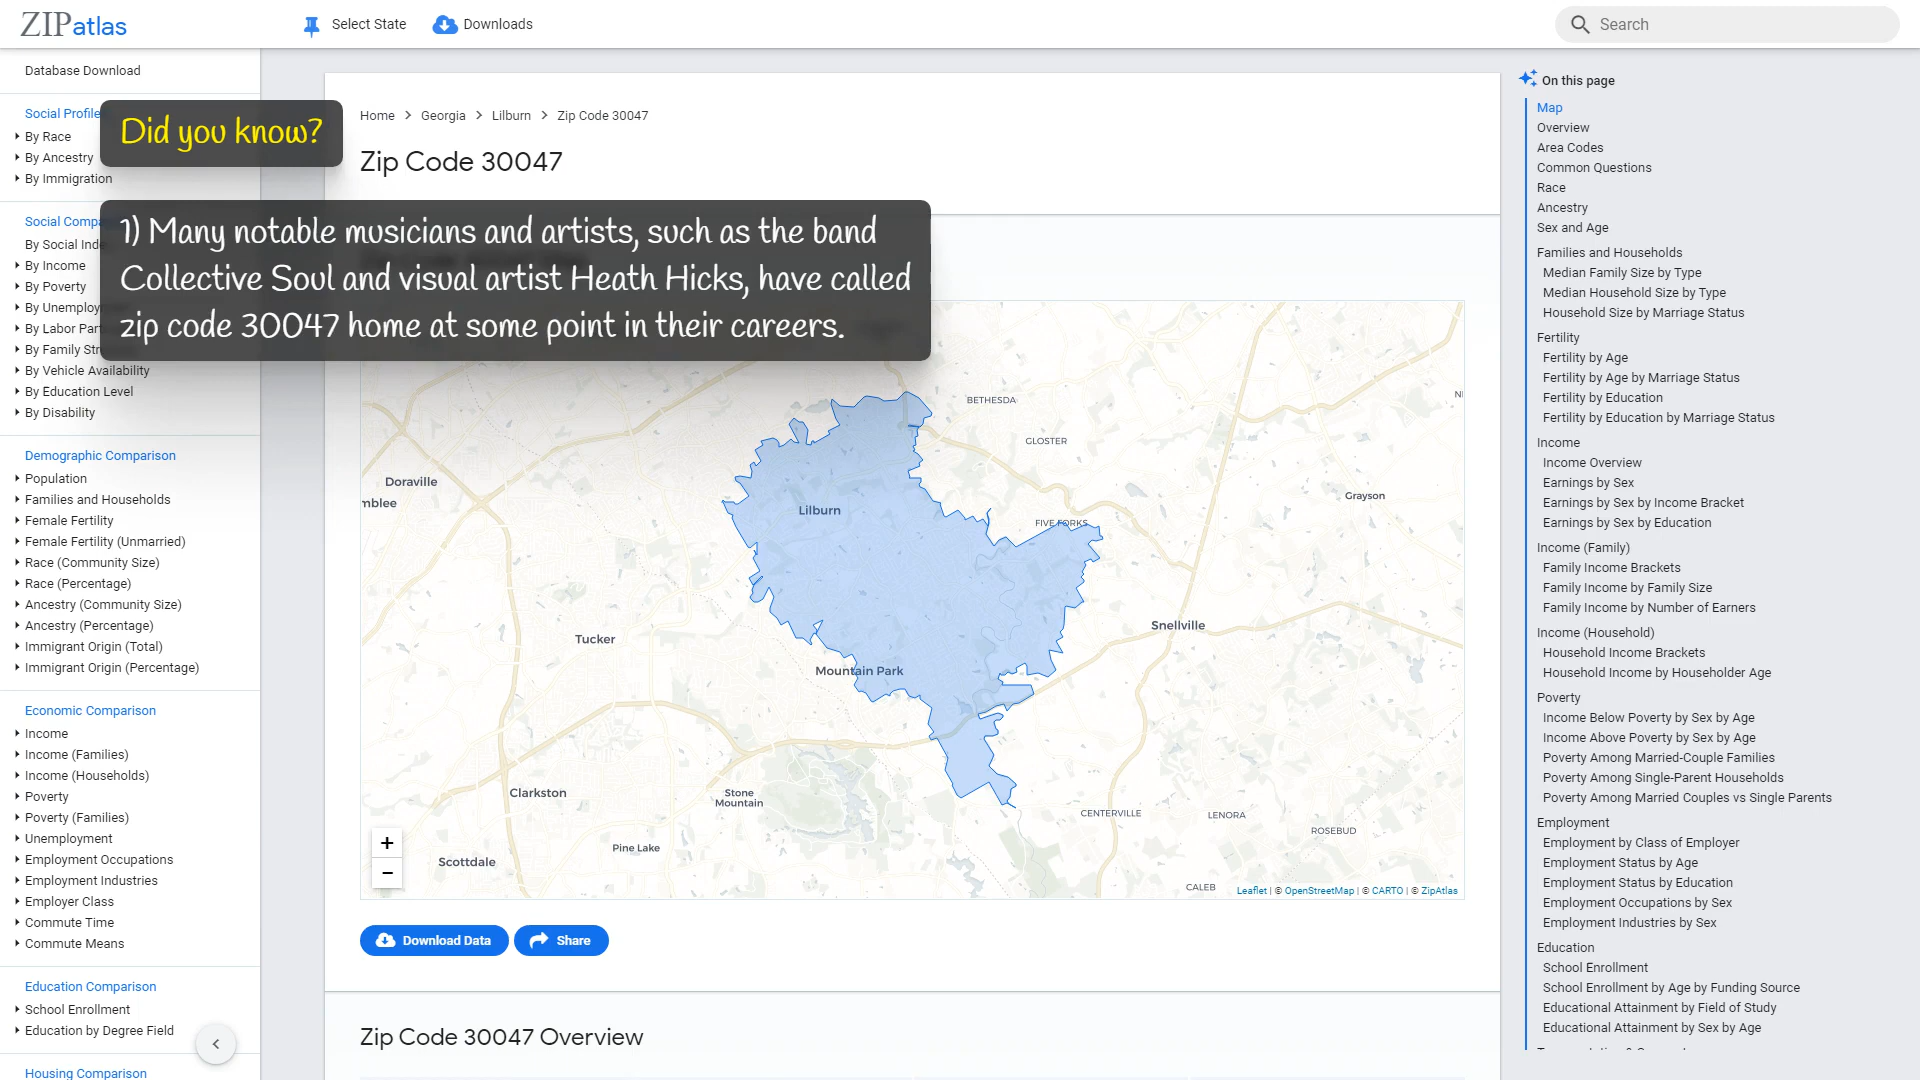 ZIPatlas
Select State
Downloads
Search
Database Download
Social Profile
By Race
By Ancestry
By Immigration
Did you know?
1) Many notable musicians and artists, such as the band
Collective Soul and visual artist Heath Hicks, have called
zip code 30047 home at some point in their careers.
By Income
By Poverty
By Vehicle Availability
By Education Level
By Disability
Demographic Comparison
Population
Families and Households
Female Fertility
Female Fertility (Unmarried)
Race (Community Size)
Race (Percentage)
Ancestry (Community Size)
Ancestry (Percentage)
Immigrant Origin (Total)
Immigrant Origin (Percentage)
Economic Comparison
Income
Income (Families)
Income (Households)
Poverty
Poverty (Families)
Unemployment
Employment Occupations
Employment Industries
Employer Class
Commute Time
Commute Means
Education Comparison
School Enrollment
Education by Degree Field
Housing Comparison
Home > Georgia > Lilburn > Zip Code 30047
Zip Code 30047
BETHESDA
GLOSTER
Doraville
mblee
Lilburn
FIVE FORKS
Grayson
Tucker
Mountain Park
Snellville
Clarkston
Stone
Mountain
CENTERVILLE
LENORA
ROSEBUD
Pine Lake
Scottdale
CALEB
+
−
Leaflet | © OpenStreetMap | © CARTO | © ZipAtlas
Download Data
Share
Zip Code 30047 Overview
On this page
Map
Overview
Area Codes
Common Questions
Race
Ancestry
Sex and Age
Families and Households
Median Family Size by Type
Median Household Size by Type
Household Size by Marriage Status
Fertility
Fertility by Age
Fertility by Age by Marriage Status
Fertility by Education
Fertility by Education by Marriage Status
Income
Income Overview
Earnings by Sex
Earnings by Sex by Income Bracket
Earnings by Sex by Education
Income (Family)
Family Income Brackets
Family Income by Family Size
Family Income by Number of Earners
Income (Household)
Household Income Brackets
Household Income by Householder Age
Poverty
Income Below Poverty by Sex by Age
Income Above Poverty by Sex by Age
Poverty Among Married-Couple Families
Poverty Among Single-Parent Households
Poverty Among Married Couples vs Single Parents
Employment
Employment by Class of Employer
Employment Status by Age
Employment Status by Education
Employment Occupations by Sex
Employment Industries by Sex
Education
School Enrollment
School Enrollment by Age by Funding Source
Educational Attainment by Field of Study
Educational Attainment by Sex by Age